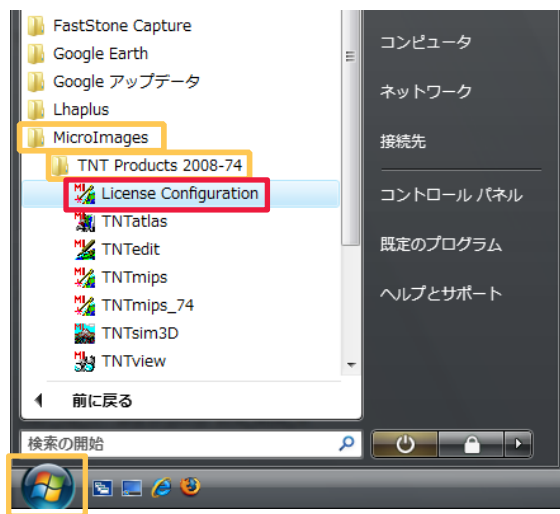 FastStone Capture
Google Earth
Google アップデータ
Lhaplus
MicroImages
TNT Products 2008-74
License Configuration
TNTatlas
TNTedit
TNTmips
TNTmips_74
TNTsim3D
TNTview
前に戻る
検索の開始
コンピュータ
ネットワーク
接続先
コントロール パネル
既定のプログラム
ヘルプとサポート